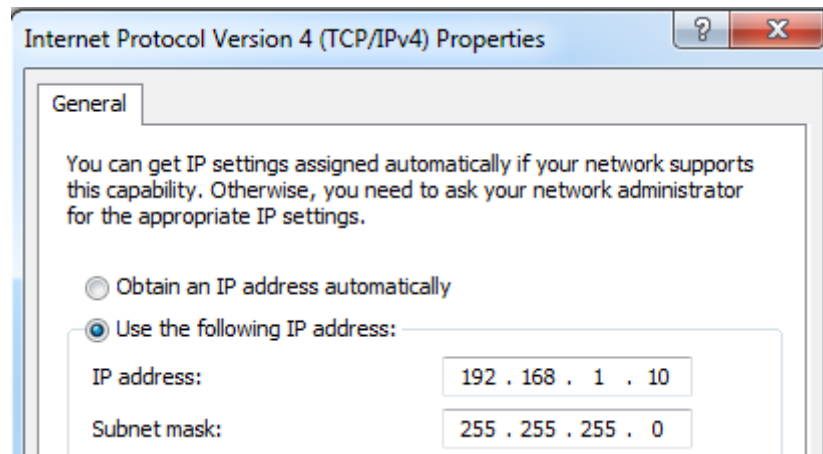 Internet Protocol Version 4 (TCP/IPv4) Properties
General
You can get IP settings assigned automatically if your network supports
this capability. Otherwise, you need to ask your network administrator
for the appropriate IP settings.
Obtain an IP address automatically
Use the following IP address:
IP address: 192 . 168 . 1 . 10
Subnet mask: 255 . 255 . 255 . 0